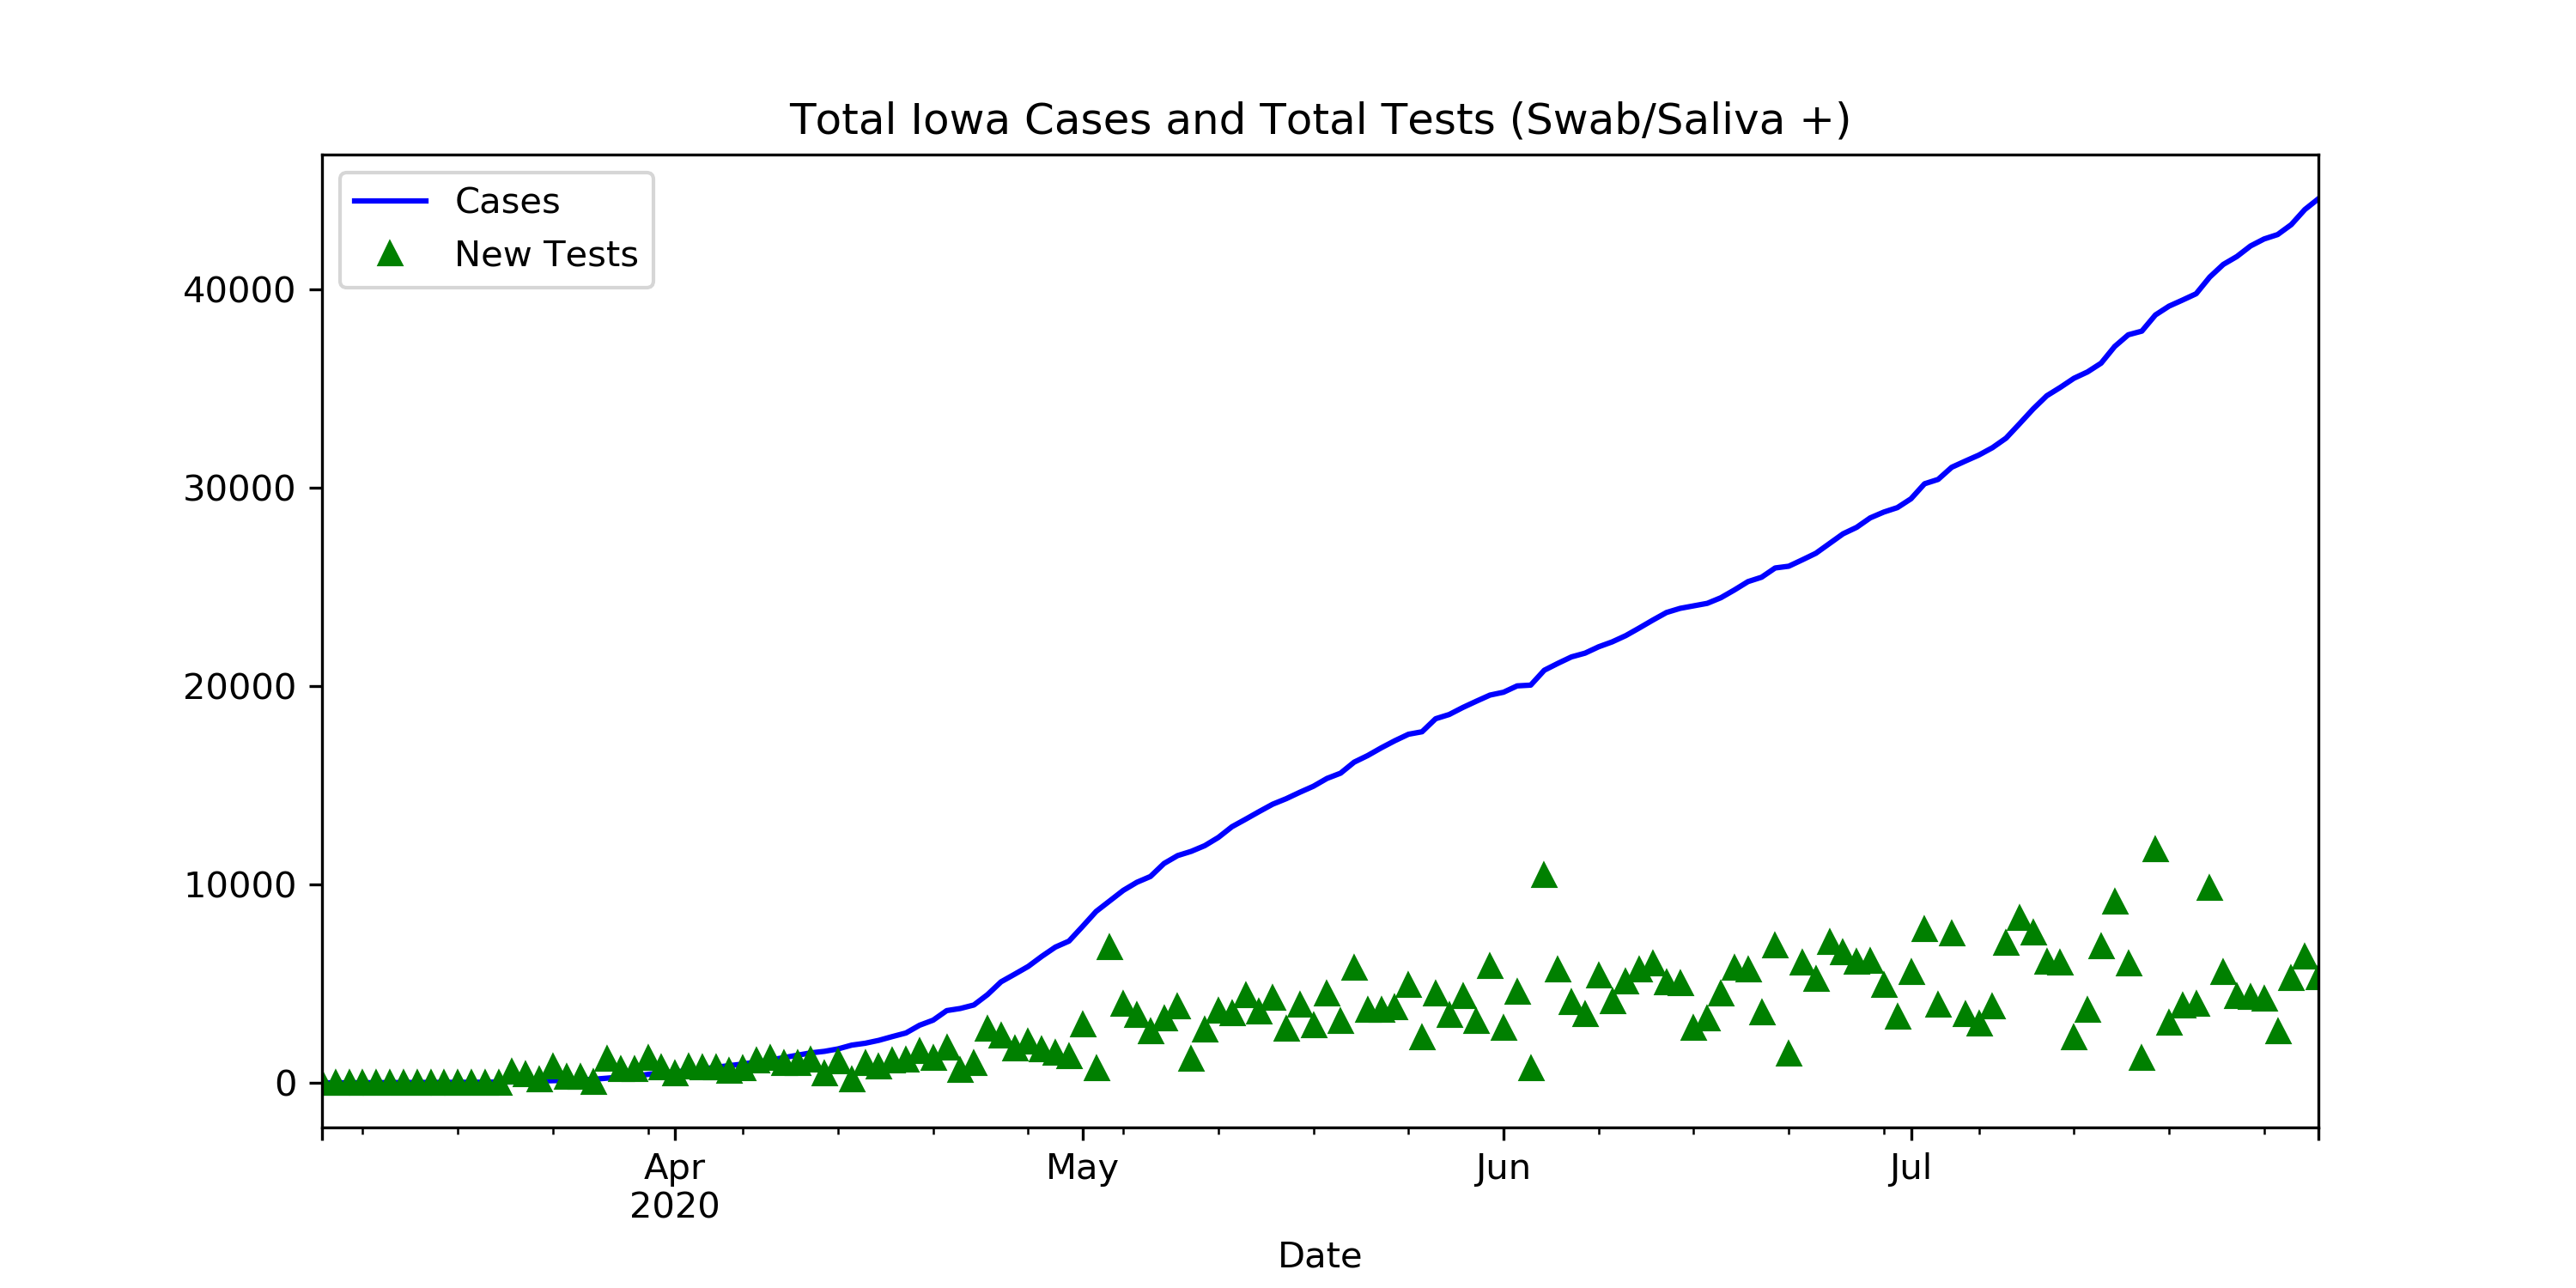 Total Iowa Cases and Total Tests (Swab/Saliva +)
Cases
New Tests
40000
30000
20000
10000
0
Apr
2020
May
Jun
Jul
Date